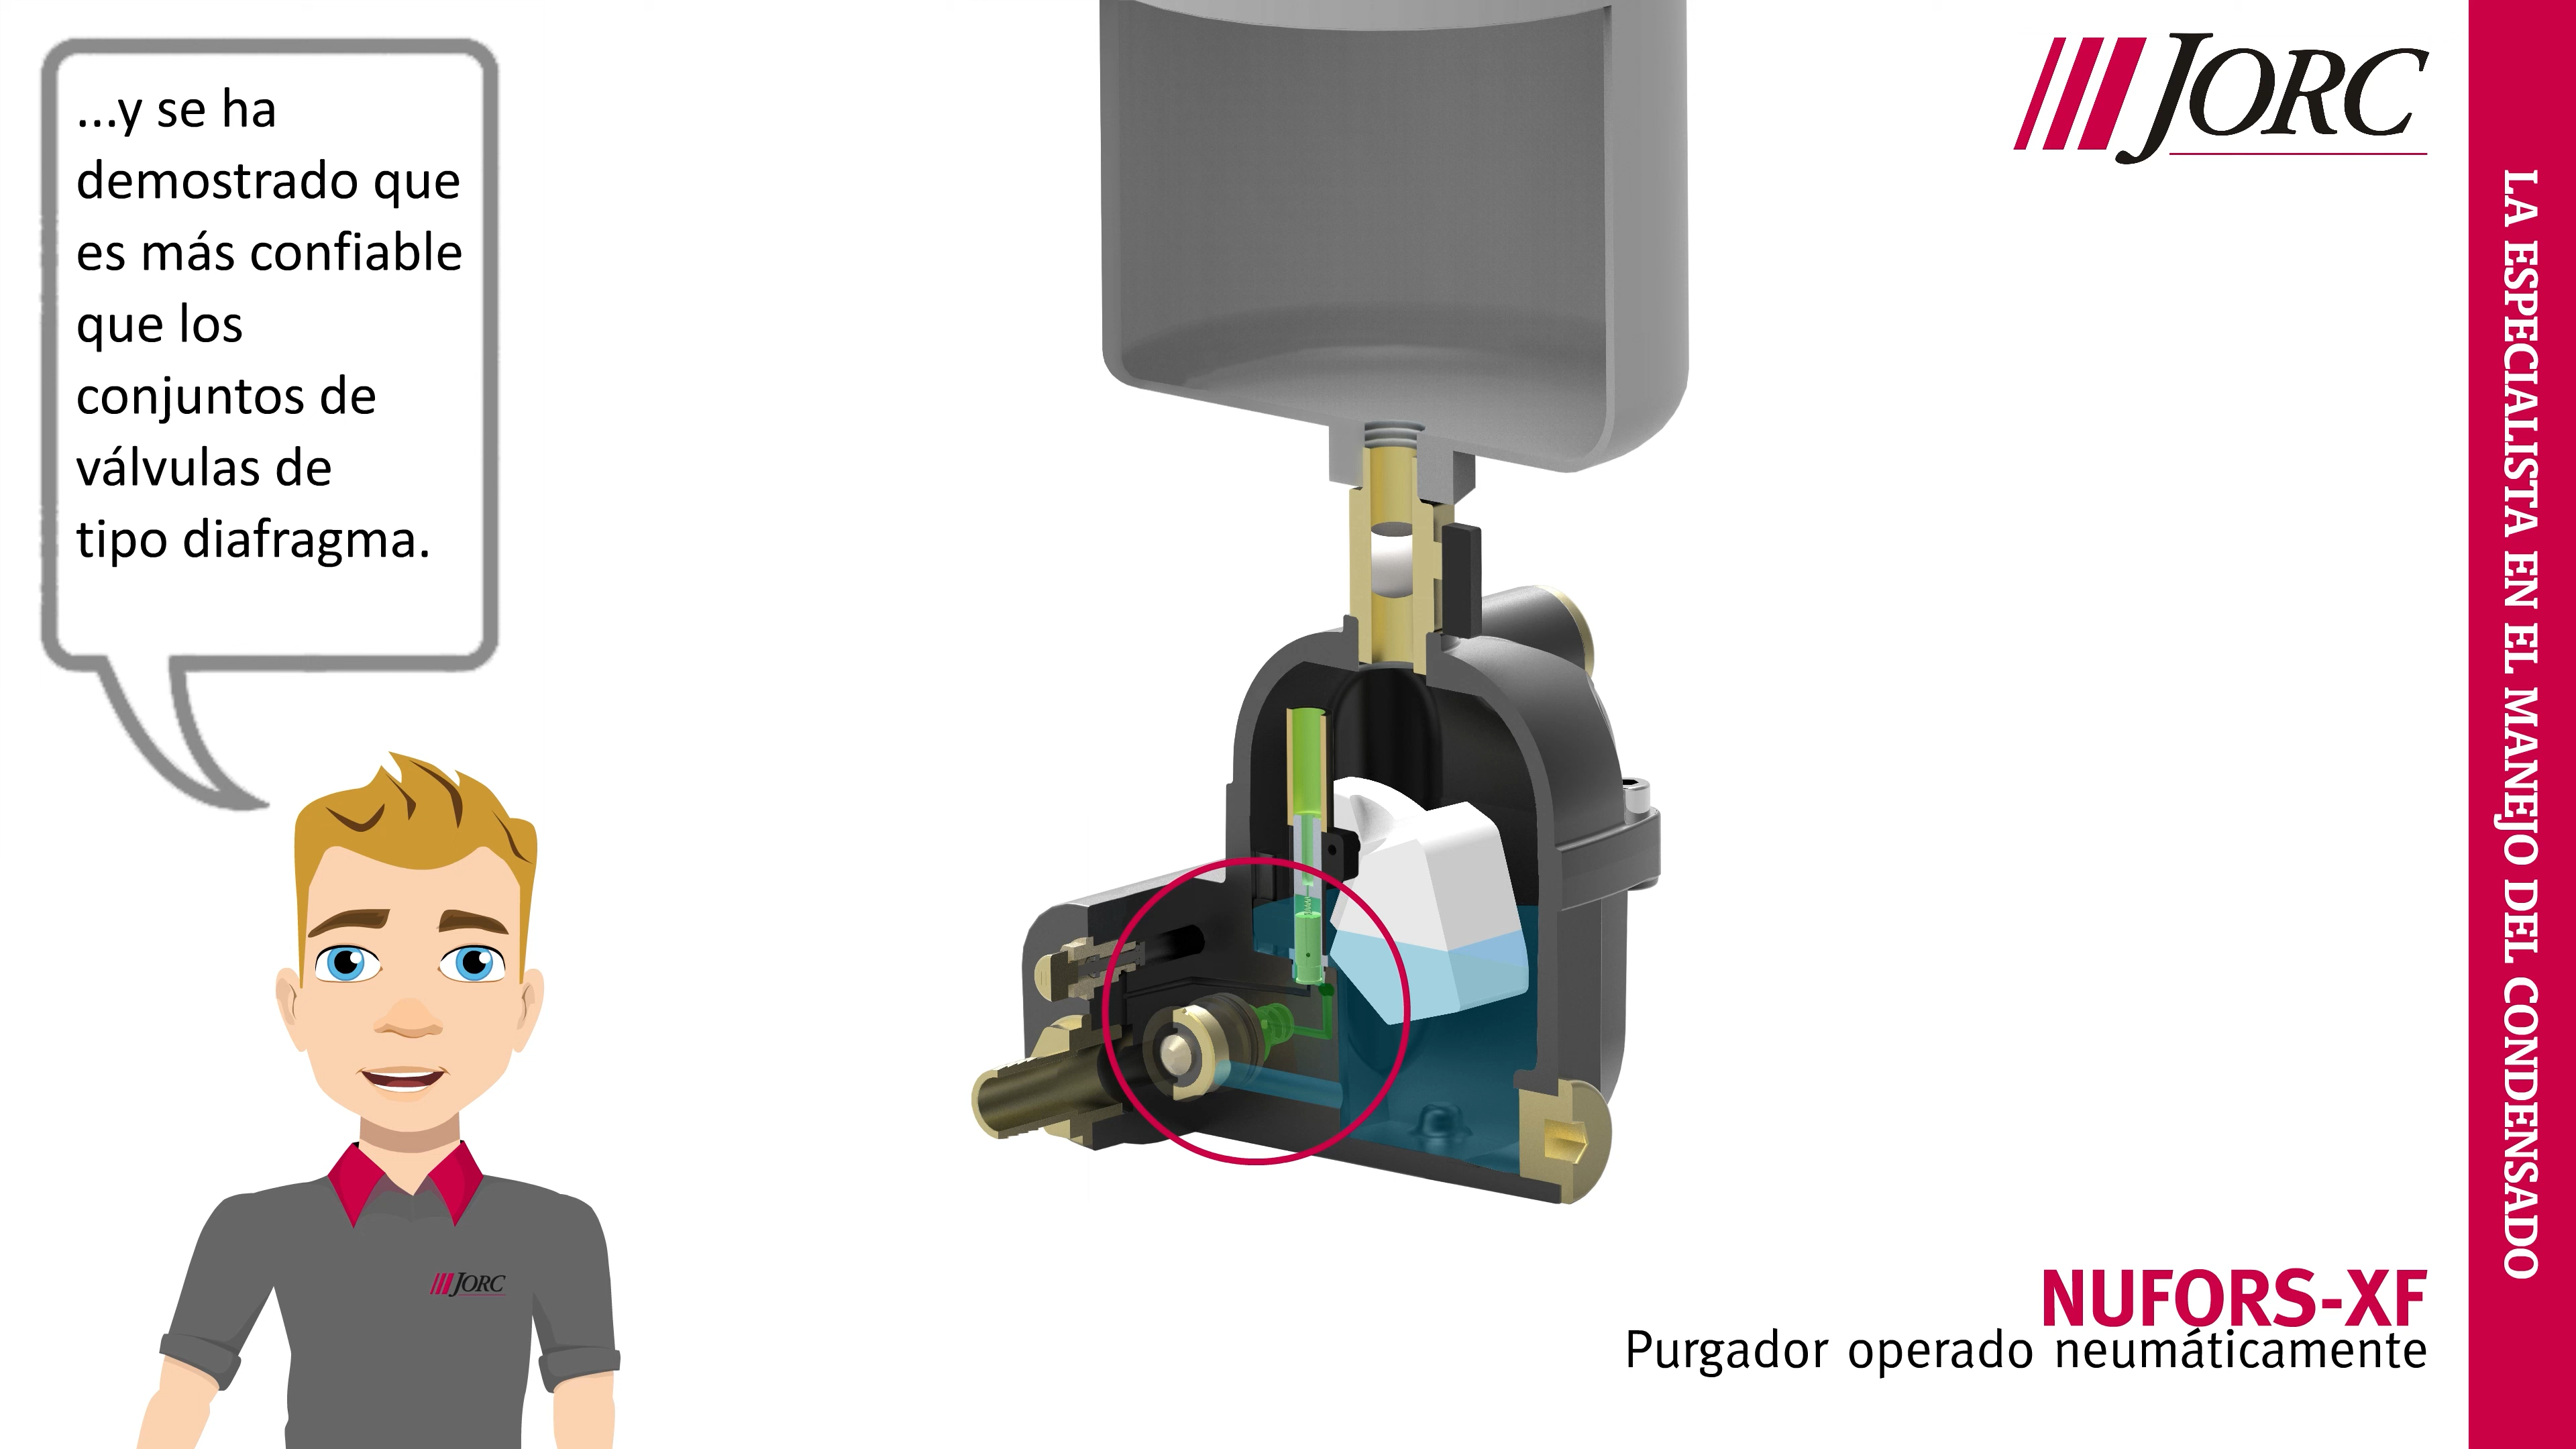 ...y se ha
demostrado que
es más confiable
que los
conjuntos de
válvulas de
tipo diafragma.
JORC
JORC
LA ESPECIALISTA EN EL MANEJO DEL CONDENSADO
NUFORS-XF
Purgador operado neumáticamente